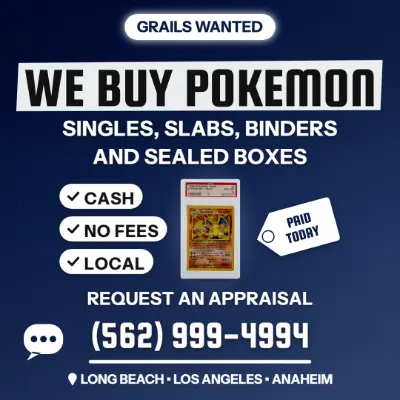 GRAILS WANTED
WE BUY POKEMON
SINGLES, SLABS, BINDERS
AND SEALED BOXES
CASH
NO FEES
LOCAL
PAID
TODAY
REQUEST AN APPRAISAL
(562) 999-4994
LONG BEACH • LOS ANGELES • ANAHEIM